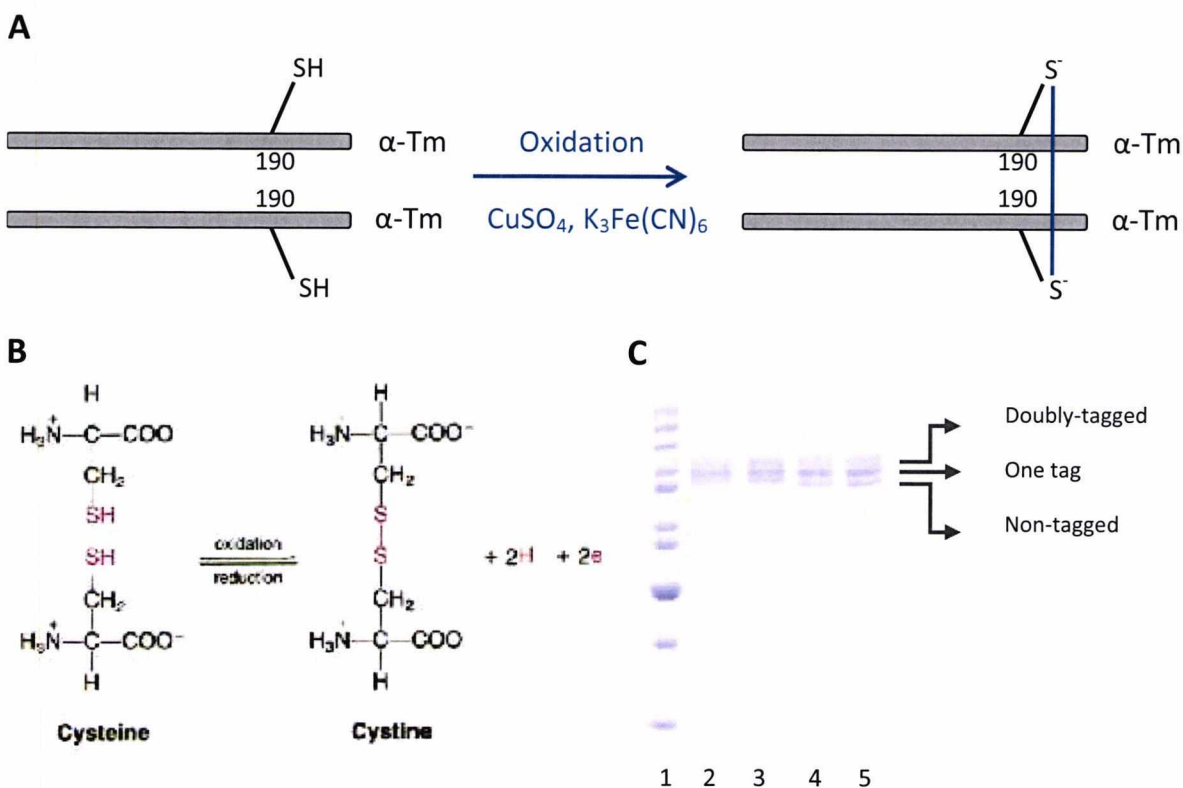 A
SH
190
α-Tm
190
α-Tm
SH
Oxidation
CuSO₄, K₃Fe(CN)₆
S⁻
190
α-Tm
190
α-Tm
S⁻
B
H
H₃N⁺—C—COO
CH₂
SH
SH
CH₂
H₃N⁺—C—COO⁻
H
Cysteine
oxidation
reduction
H
H₃N—C—COO⁻
CH₂
S
S
CH₂
H₃N—C—COO
H
Cystine
+ 2H + 2e
C
Doubly-tagged
One tag
Non-tagged
1 2 3 4 5